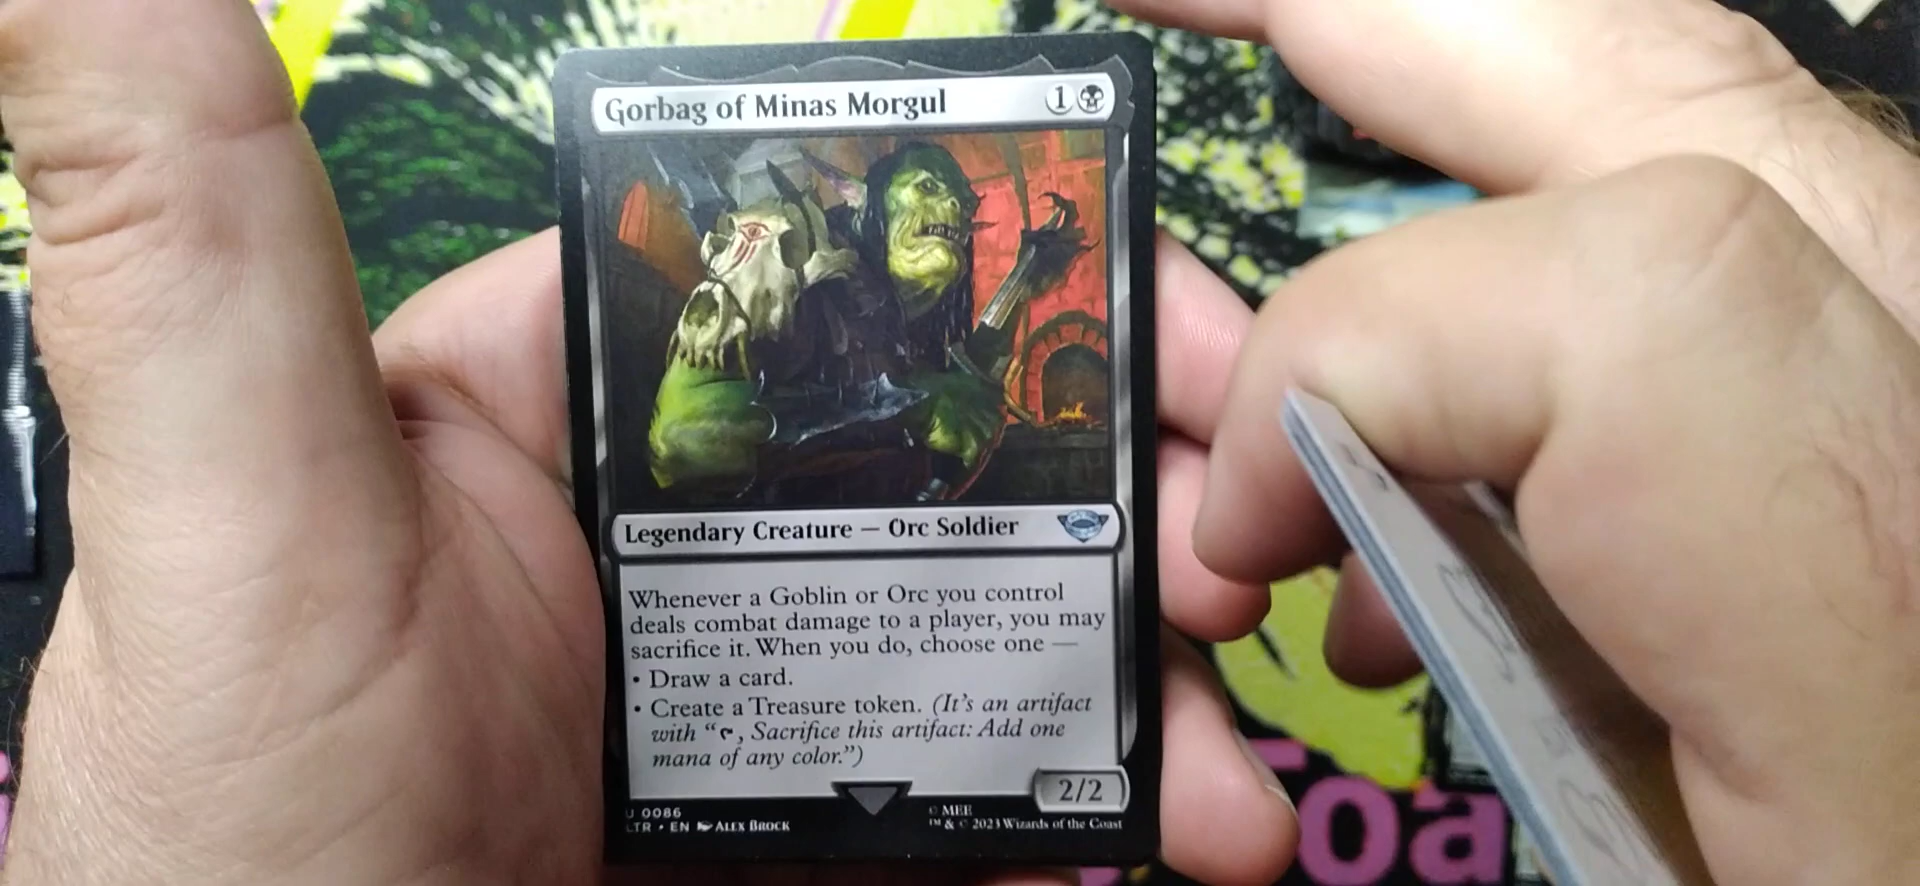 Gorbag of Minas Morgul 1
Legendary Creature — Orc Soldier
Whenever a Goblin or Orc you control
deals combat damage to a player, you may
sacrifice it. When you do, choose one —
• Draw a card.
• Create a Treasure token. (It's an artifact
with “, Sacrifice this artifact: Add one
mana of any color.”)
2/2
U 0086
LTR • EN ALEX BROCK
© MEE
™ & © 2023 Wizards of the Coast
oa